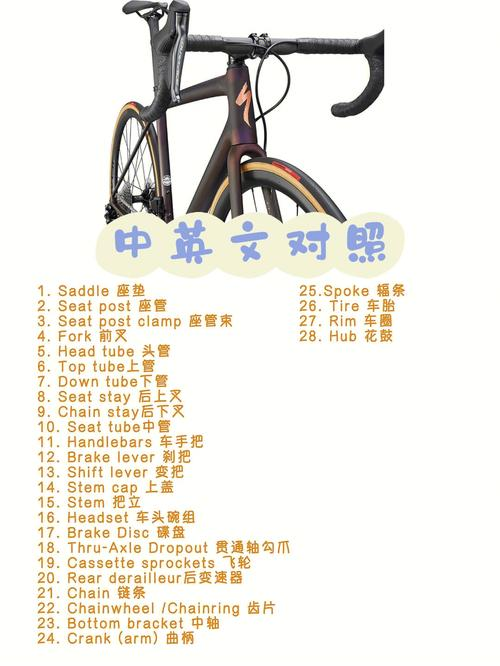 中英文对照
1. Saddle 座垫
2. Seat post 座管
3. Seat post clamp 座管束
4. Fork 前叉
5. Head tube 头管
6. Top tube上管
7. Down tube下管
8. Seat stay 后上叉
9. Chain stay后下叉
10. Seat tube中管
11. Handlebars 车手把
12. Brake lever 刹把
13. Shift lever 变把
14. Stem cap 上盖
15. Stem 把立
16. Headset 车头碗组
17. Brake Disc 碟盘
18. Thru-Axle Dropout 贯通轴勾爪
19. Cassette sprockets 飞轮
20. Rear derailleur后变速器
21. Chain 链条
22. Chainwheel /Chainring 齿片
23. Bottom bracket 中轴
24. Crank (arm) 曲柄
25.Spoke 辐条
26. Tire 车胎
27. Rim 车圈
28. Hub 花鼓